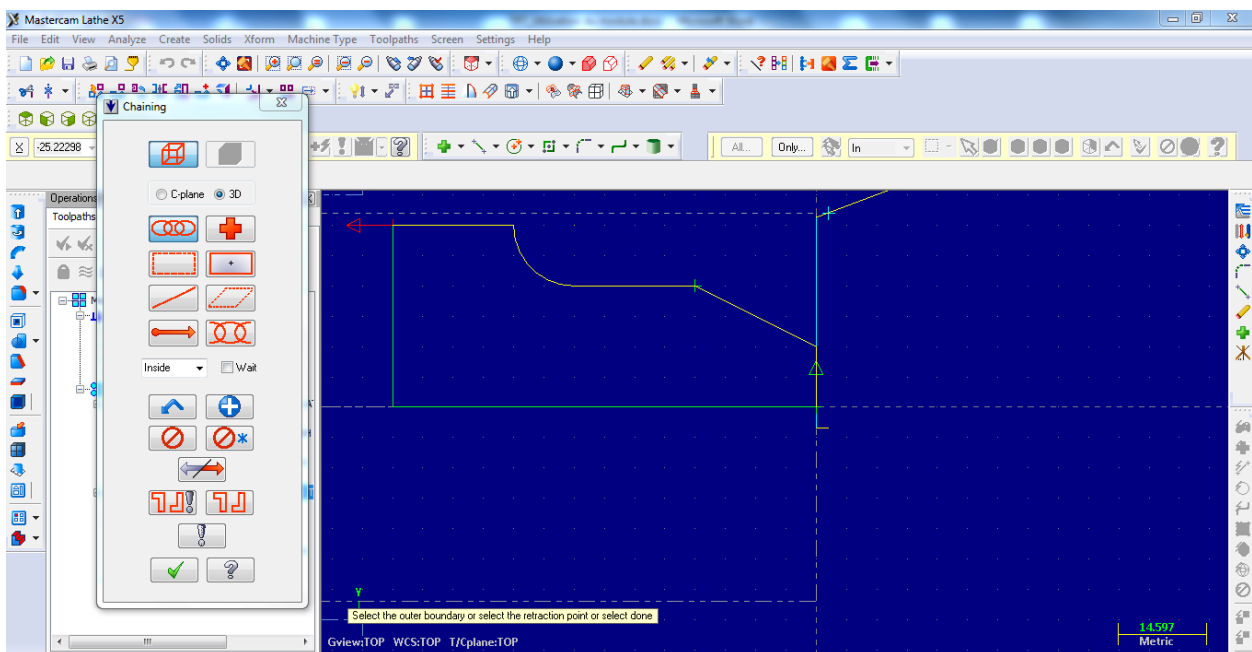 Mastercam Lathe X5
File Edit View Analyze Create Solids Xform Machine Type Toolpaths Screen Settings Help
Chaining
X -25.22298
All... Only... In
C-plane 3D
Operations
Toolpaths
M
Inside Wait
Y
Select the outer boundary or select the retraction point or select done
Gview:TOP WCS:TOP T/Cplane:TOP
14.597
Metric